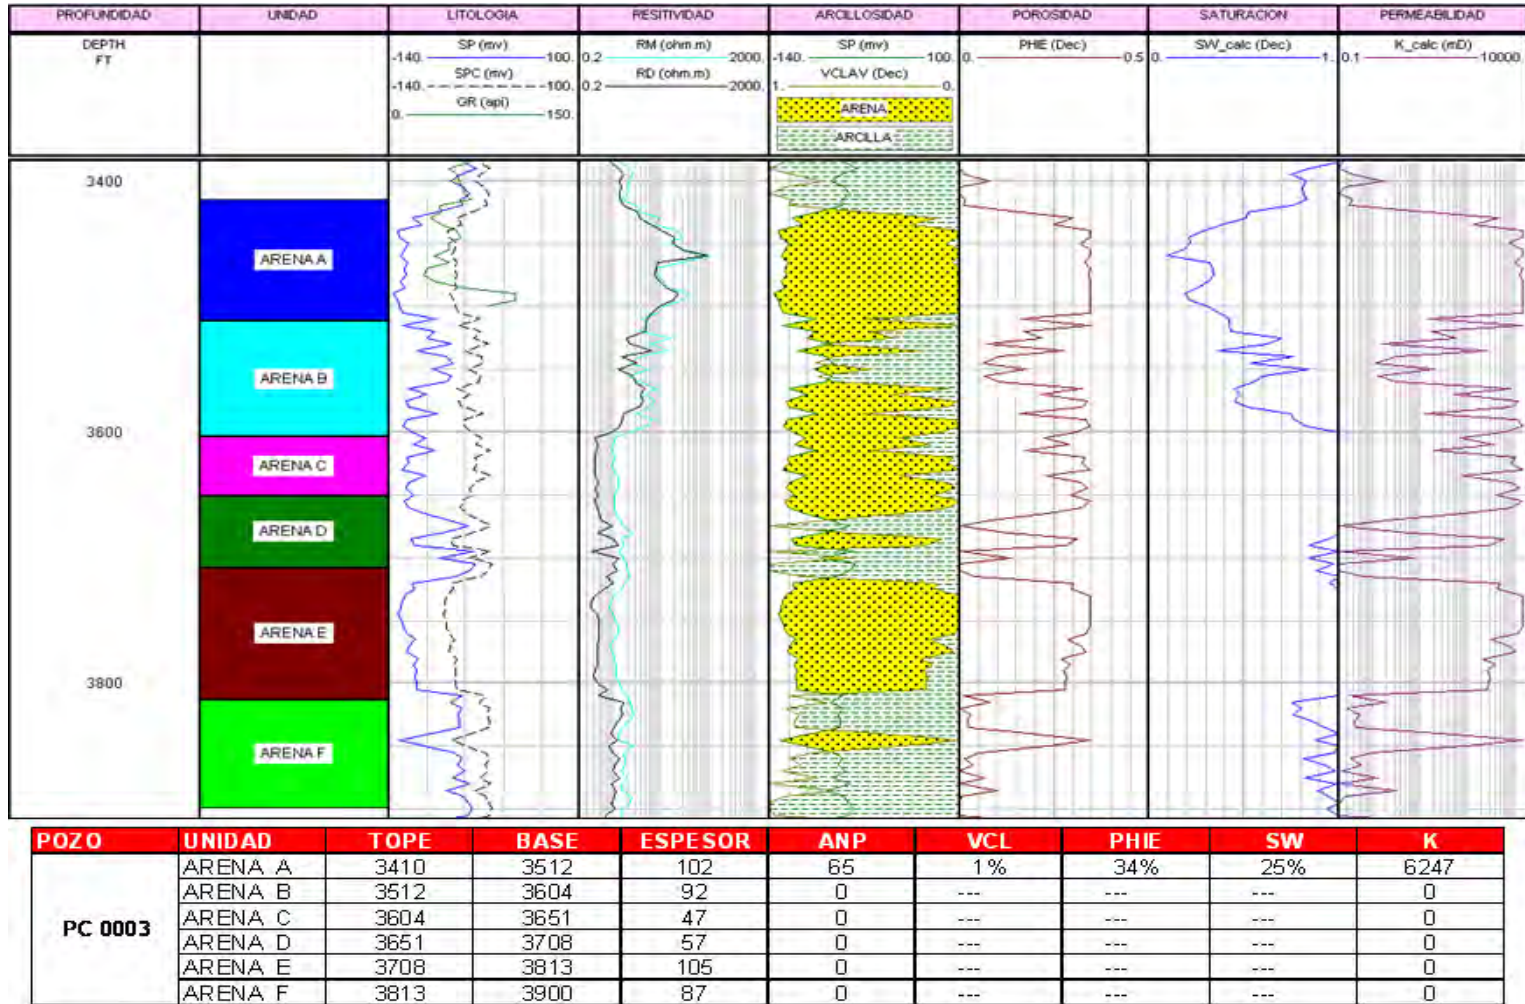 PROFUNDIDAD UNIDAD LITOLOGIA RESITIVIDAD ARCILLOSIDAD POROSIDAD SATURACION PERMEABILIDAD
DEPTH SP (mv) RM (ohm.m) SP (mv) PHIE (Dec) SW_calc (Dec) K_calc (mD)
FT -140. 100. 0.2 2000. -140. 100. 0. 0.5 0. 1. 0.1 10000.
SPC (mv) RD (ohm.m) VCLAV (Dec)
-140. 100. 0.2 2000. 1. 0.
GR (api) ARENA
0. 150.
ARCILLA
3400
ARENA A
ARENA B
3600
ARENA C
ARENA D
ARENA E
3800
ARENA F
POZO UNIDAD TOPE BASE ESPESOR ANP VCL PHIE SW K
ARENA A 3410 3512 102 65 1% 34% 25% 6247
ARENA B 3512 3604 92 0 --- --- --- 0
ARENA C 3604 3651 47 0 --- --- --- 0
PC 0003
ARENA D 3651 3708 57 0 --- --- --- 0
ARENA E 3708 3813 105 0 --- --- --- 0
ARENA F 3813 3900 87 0 --- --- --- 0